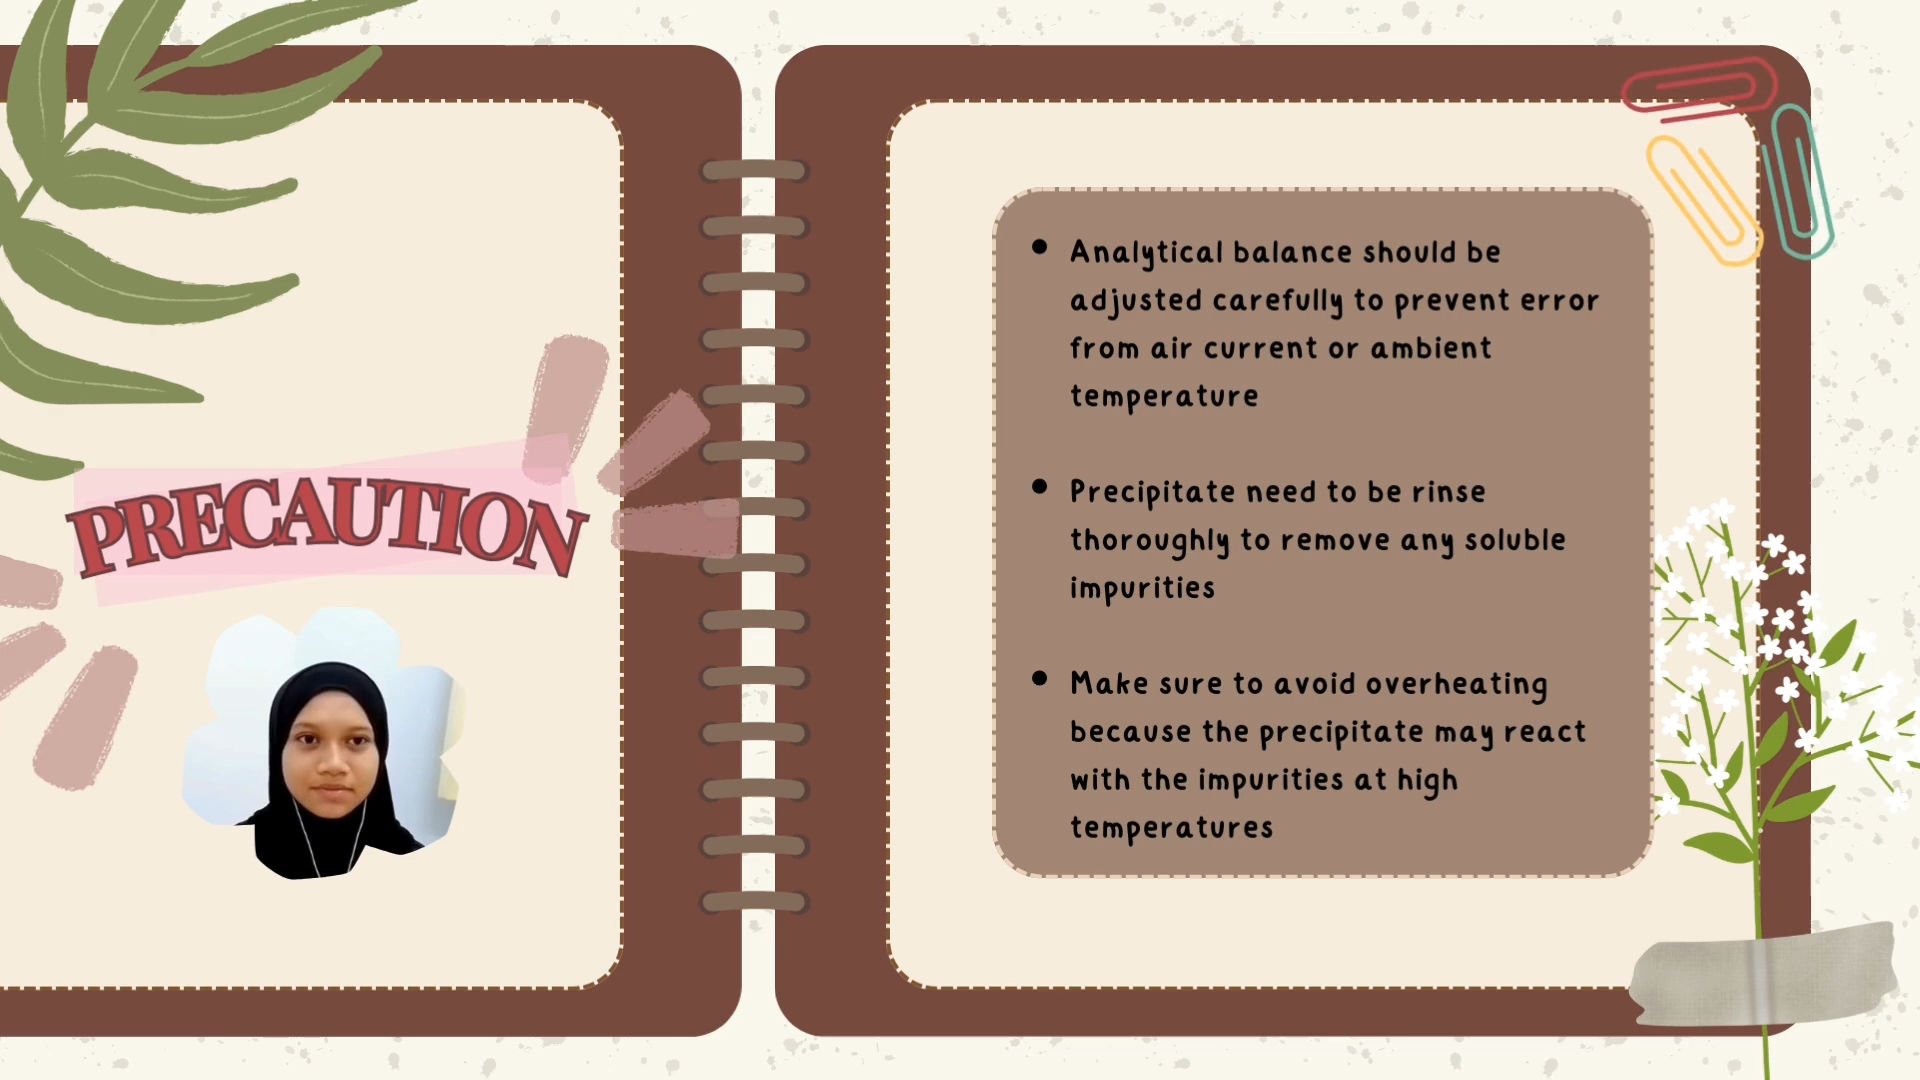 PRECAUTION
• Analytical balance should be
adjusted carefully to prevent error
from air current or ambient
temperature
• Precipitate need to be rinse
thoroughly to remove any soluble
impurities
• Make sure to avoid overheating
because the precipitate may react
with the impurities at high
temperatures